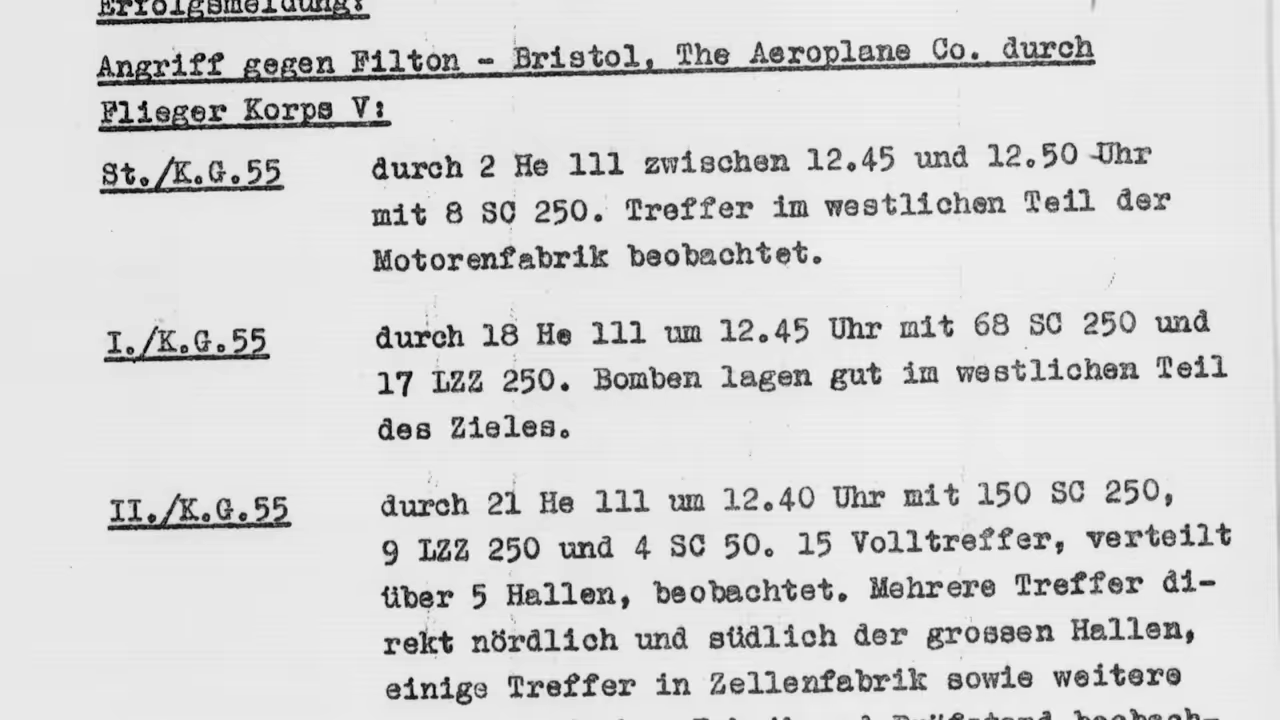 Erfolgsmeldung:
Angriff gegen Filton - Bristol, The Aeroplane Co. durch
Flieger Korps V:
St./K.G.55 durch 2 He 111 zwischen 12.45 und 12.50 Uhr
mit 8 SC 250. Treffer im westlichen Teil der
Motorenfabrik beobachtet.
I./K.G.55 durch 18 He 111 um 12.45 Uhr mit 68 SC 250 und
17 LZZ 250. Bomben lagen gut im westlichen Teil
des Zieles.
II./K.G.55 durch 21 He 111 um 12.40 Uhr mit 150 SC 250,
9 LZZ 250 und 4 SC 50. 15 Volltreffer, verteilt
über 5 Hallen, beobachtet. Mehrere Treffer di-
rekt nördlich und südlich der grossen Hallen,
einige Treffer in Zellenfabrik sowie weitere